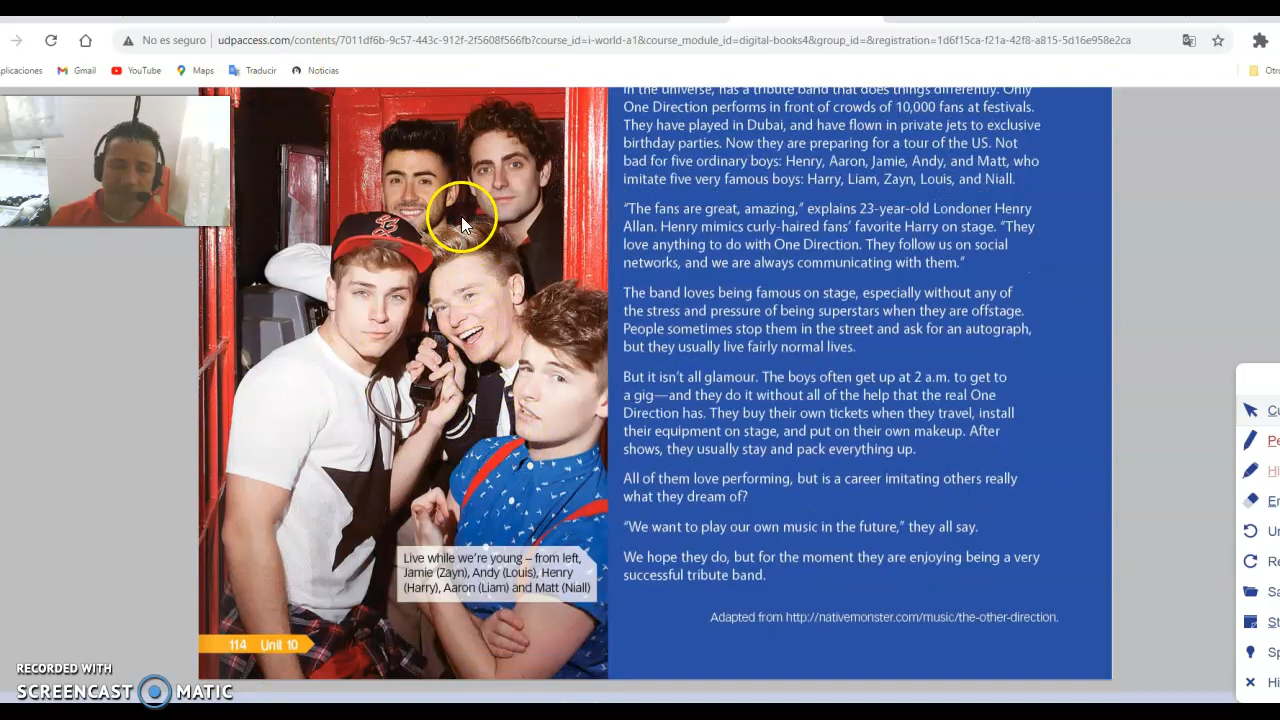 No es seguro
udpaccess.com/contents/7011df6b-9c57-443c-912f-2f5608f566fb?course_id=i-world-a1&course_module_id=digital-books4&group_id=&registration=1d6f15ca-f21a-42f8-a815-5d16e958e2ca
plicaciones
Gmail
YouTube
Maps
Traducir
Noticias
Otro
in the universe, has a tribute band that does things differently. Only
One Direction performs in front of crowds of 10,000 fans at festivals.
They have played in Dubai, and have flown in private jets to exclusive
birthday parties. Now they are preparing for a tour of the US. Not
bad for five ordinary boys: Henry, Aaron, Jamie, Andy, and Matt, who
imitate five very famous boys: Harry, Liam, Zayn, Louis, and Niall.
“The fans are great, amazing,” explains 23-year-old Londoner Henry
Allan. Henry mimics curly-haired fans’ favorite Harry on stage. “They
love anything to do with One Direction. They follow us on social
networks, and we are always communicating with them.”
The band loves being famous on stage, especially without any of
the stress and pressure of being superstars when they are offstage.
People sometimes stop them in the street and ask for an autograph,
but they usually live fairly normal lives.
But it isn’t all glamour. The boys often get up at 2 a.m. to get to
a gig—and they do it without all of the help that the real One
Direction has. They buy their own tickets when they travel, install
their equipment on stage, and put on their own makeup. After
shows, they usually stay and pack everything up.
All of them love performing, but is a career imitating others really
what they dream of?
“We want to play our own music in the future,” they all say.
We hope they do, but for the moment they are enjoying being a very
successful tribute band.
Adapted from http://nativemonster.com/music/the-other-direction.
Live while we’re young – from left,
Jamie (Zayn), Andy (Louis), Henry
(Harry), Aaron (Liam) and Matt (Niall)
114 Unit 10
Cu
Pe
Hi
Er
Un
Re
Sa
St
Sp
Hi
RECORDED WITH
SCREENCAST MATIC